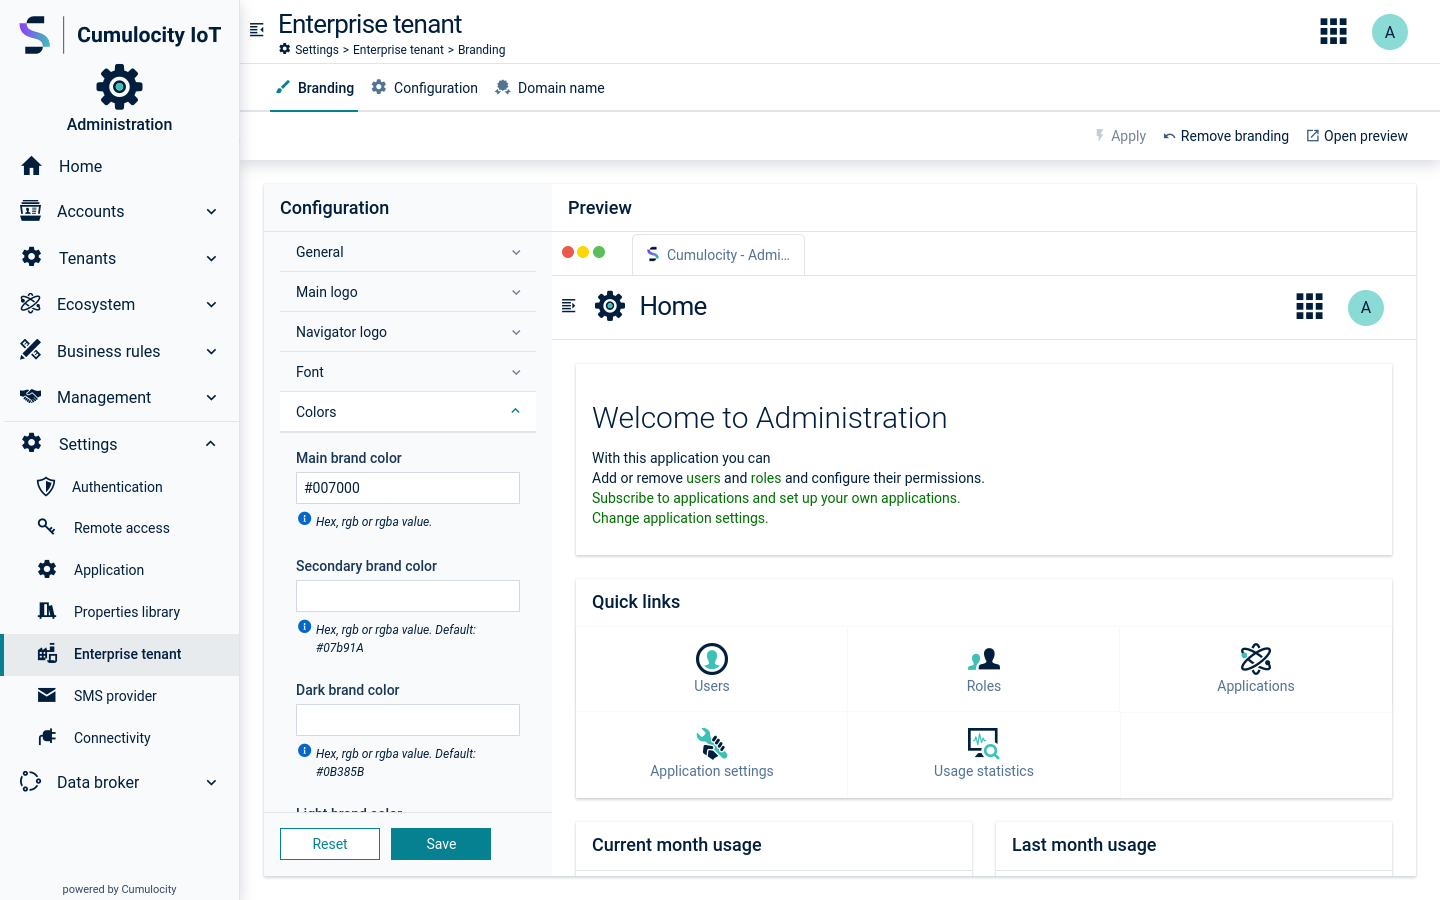 Cumulocity IoT
Administration
Home
Accounts
Tenants
Ecosystem
Business rules
Management
Settings
Authentication
Remote access
Application
Properties library
Enterprise tenant
SMS provider
Connectivity
Data broker
powered by Cumulocity
Enterprise tenant
Settings > Enterprise tenant > Branding
A
Branding
Configuration
Domain name
Apply
Remove branding
Open preview
Configuration
General
Main logo
Navigator logo
Font
Colors
Main brand color
#007000
Hex, rgb or rgba value.
Secondary brand color
Hex, rgb or rgba value. Default:
#07b91A
Dark brand color
Hex, rgb or rgba value. Default:
#0B385B
Light brand color
Reset
Save
Preview
Cumulocity - Admi...
Home
A
Welcome to Administration
With this application you can
Add or remove users and roles and configure their permissions.
Subscribe to applications and set up your own applications.
Change application settings.
Quick links
Users
Roles
Applications
Application settings
Usage statistics
Current month usage
Last month usage